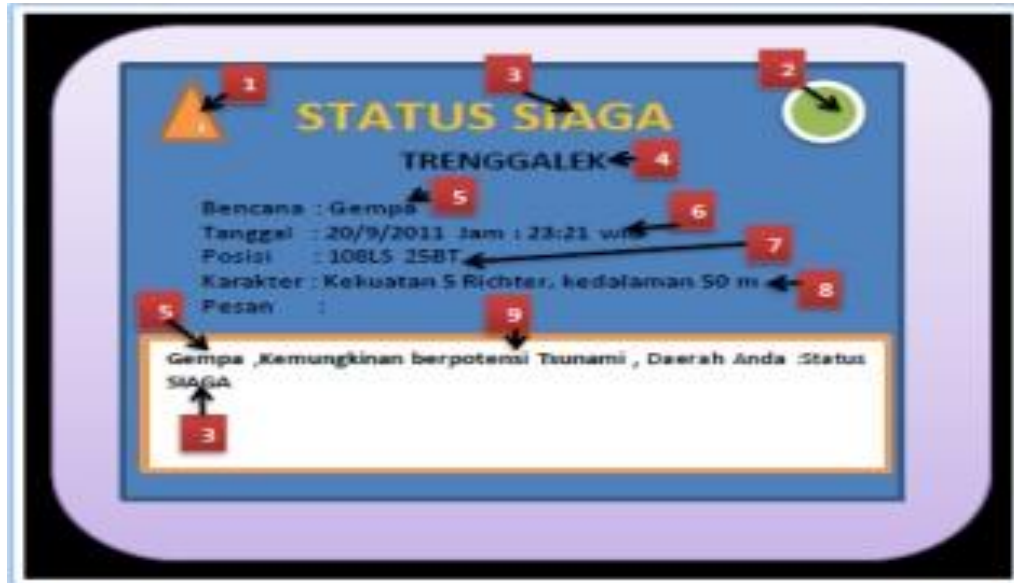 1
3
2
STATUS SIAGA
TRENGGALEK
4
Bencana : Gempa
5
Tanggal : 20/9/2011 Jam : 23:21 wib
6
Posisi : 108LS 25BT
7
Karakter : Kekuatan 5 Richter, kedalaman 50 m
8
Pesan :
5
9
Gempa ,Kemungkinan berpotensi Tsunami , Daerah Anda :Status
SIAGA
3